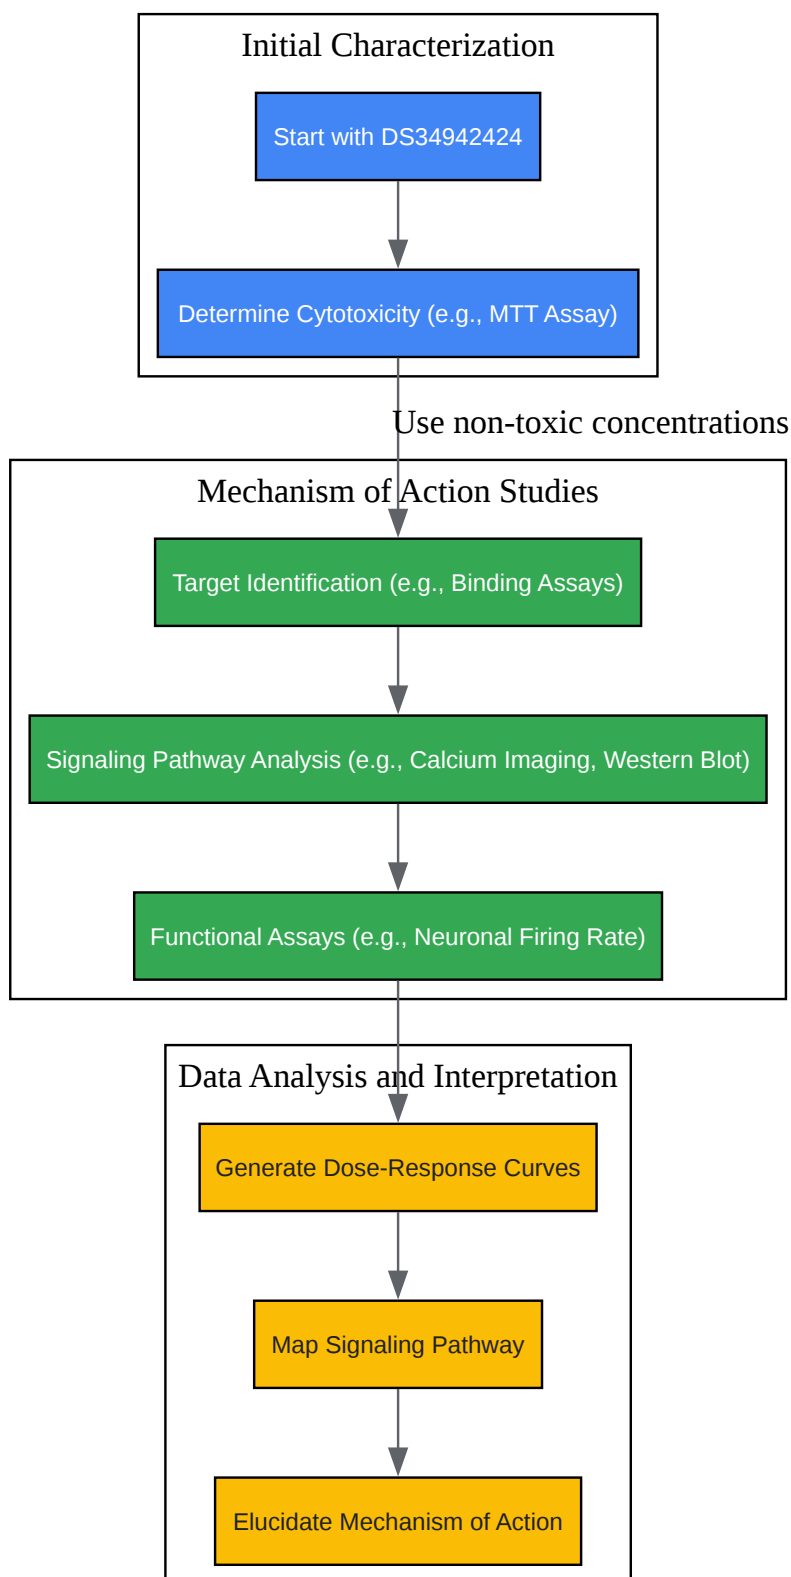 Initial Characterization
Start with DS34942424
Determine Cytotoxicity (e.g., MTT Assay)
Use non-toxic concentrations
Mechanism of Action Studies
Target Identification (e.g., Binding Assays)
Signaling Pathway Analysis (e.g., Calcium Imaging, Western Blot)
Functional Assays (e.g., Neuronal Firing Rate)
Data Analysis and Interpretation
Generate Dose-Response Curves
Map Signaling Pathway
Elucidate Mechanism of Action